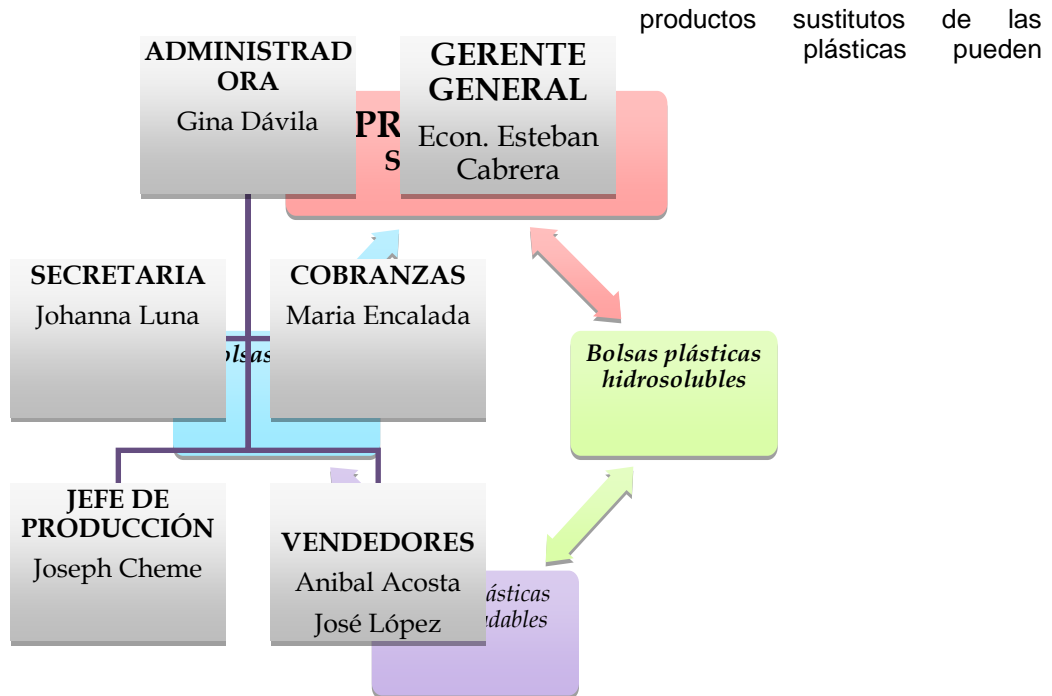 productos sustitutos de las
plásticas pueden
ADMINISTRAD
ORA
Gina Dávila
GERENTE
GENERAL
Econ. Esteban
Cabrera
PR
S
SECRETARIA
Johanna Luna
COBRANZAS
Maria Encalada
Bolsas plásticas
hidrosolubles
JEFE DE
PRODUCCIÓN
Joseph Cheme
VENDEDORES
Anibal Acosta
José López